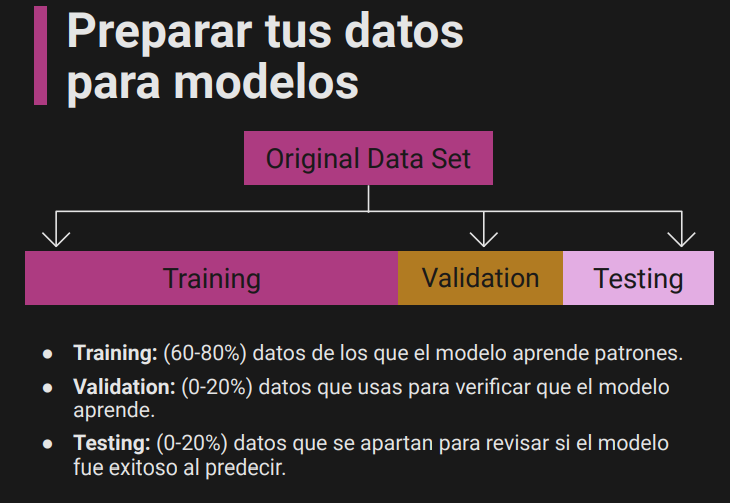 Preparar tus datos
para modelos
Original Data Set
Training
Validation
Testing
● Training: (60-80%) datos de los que el modelo aprende patrones.
● Validation: (0-20%) datos que usas para verificar que el modelo
aprende.
● Testing: (0-20%) datos que se apartan para revisar si el modelo
fue exitoso al predecir.